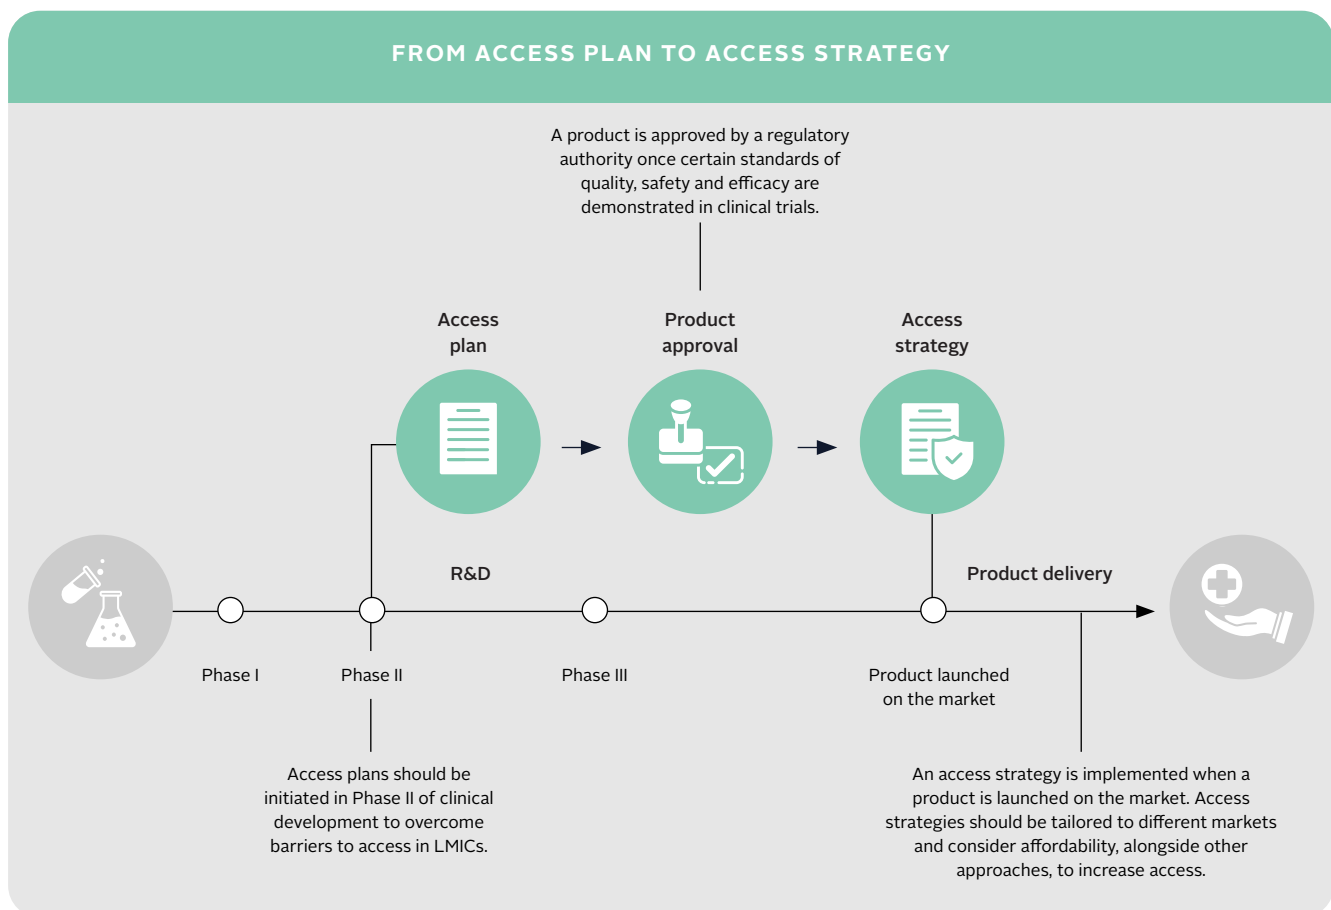 FROM ACCESS PLAN TO ACCESS STRATEGY
A product is approved by a regulatory
authority once certain standards of
quality, safety and efficacy are
demonstrated in clinical trials.
Access
plan
Product
approval
Access
strategy
R&D
Product delivery
Phase I
Phase II
Phase III
Product launched
on the market
Access plans should be
initiated in Phase II of clinical
development to overcome
barriers to access in LMICs.
An access strategy is implemented when a
product is launched on the market. Access
strategies should be tailored to different markets
and consider affordability, alongside other
approaches, to increase access.